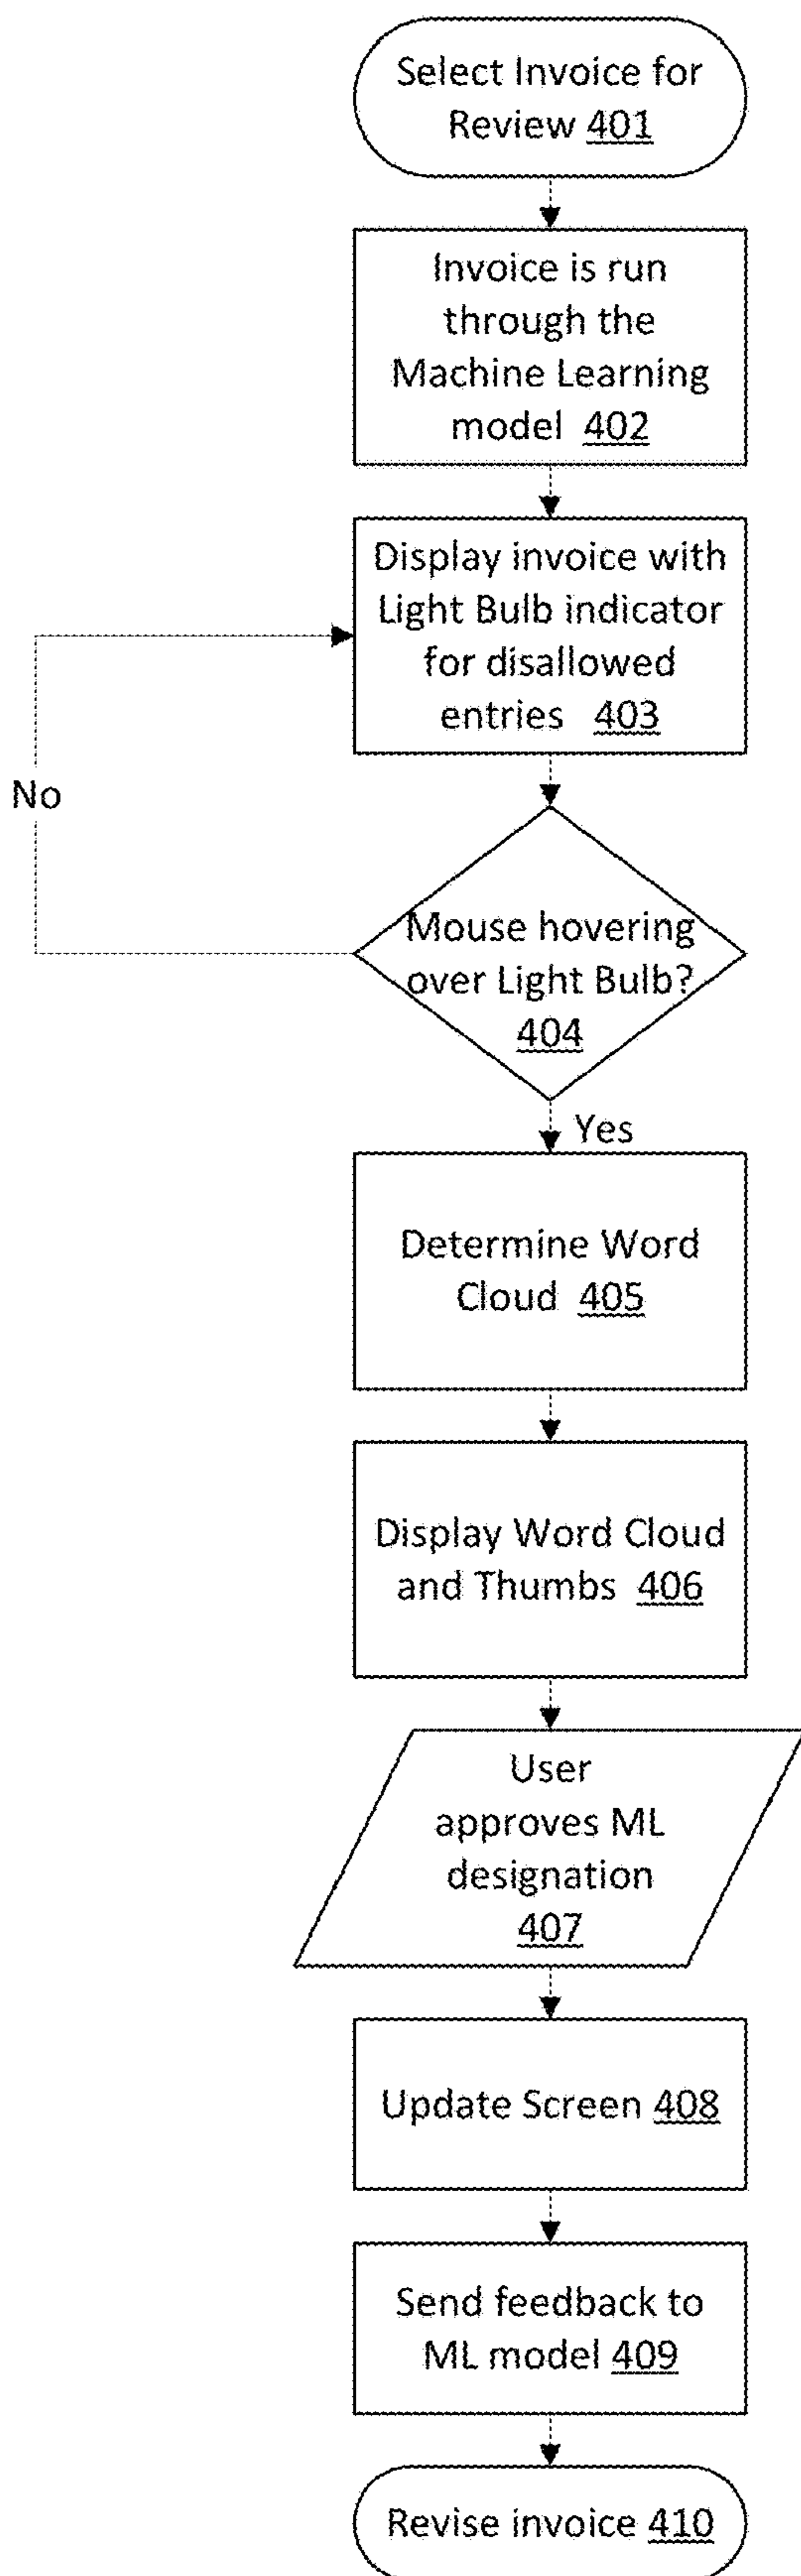 Select Invoice for
Review 401
Invoice is run
through the
Machine Learning
model 402
Display invoice with
Light Bulb indicator
for disallowed
entries 403
No
Mouse hovering
over Light Bulb?
404
Yes
Determine Word
Cloud 405
Display Word Cloud
and Thumbs 406
User
approves ML
designation
407
Update Screen 408
Send feedback to
ML model 409
Revise invoice 410